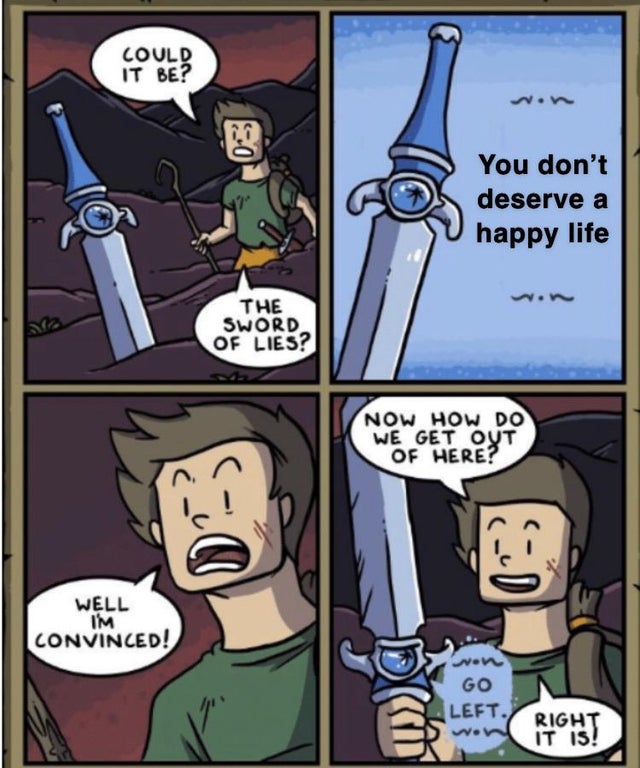 COULD
IT BE?
THE
SWORD
OF LIES?
You don't
deserve a
happy life
WELL
I'M
CONVINCED!
NOW HOW DO
WE GET OUT
OF HERE?
GO
LEFT.
RIGHT
IT IS!